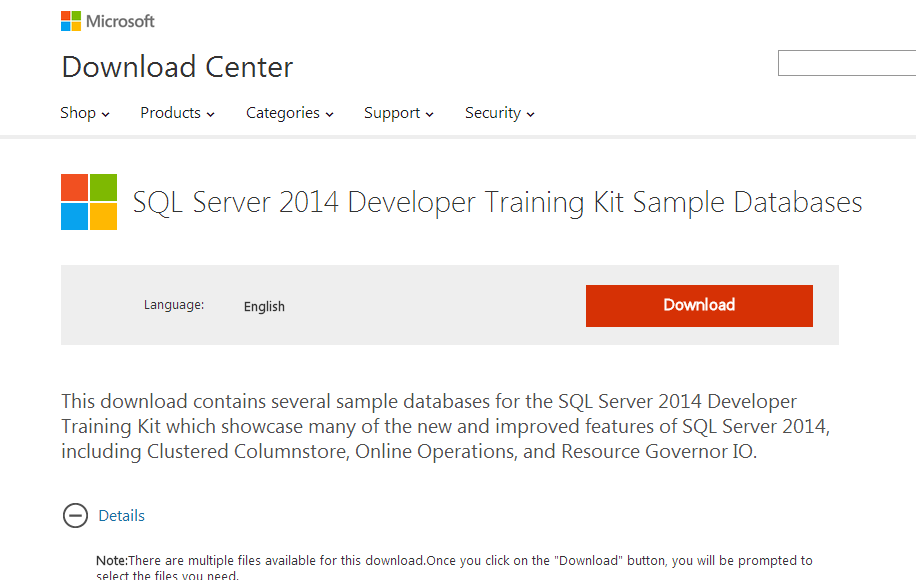 Microsoft
Download Center
Shop Products Categories Support Security
SQL Server 2014 Developer Training Kit Sample Databases
Language: English Download
This download contains several sample databases for the SQL Server 2014 Developer
Training Kit which showcase many of the new and improved features of SQL Server 2014,
including Clustered Columnstore, Online Operations, and Resource Governor IO.
Details
Note:There are multiple files available for this download.Once you click on the "Download" button, you will be prompted to
select the files you need.